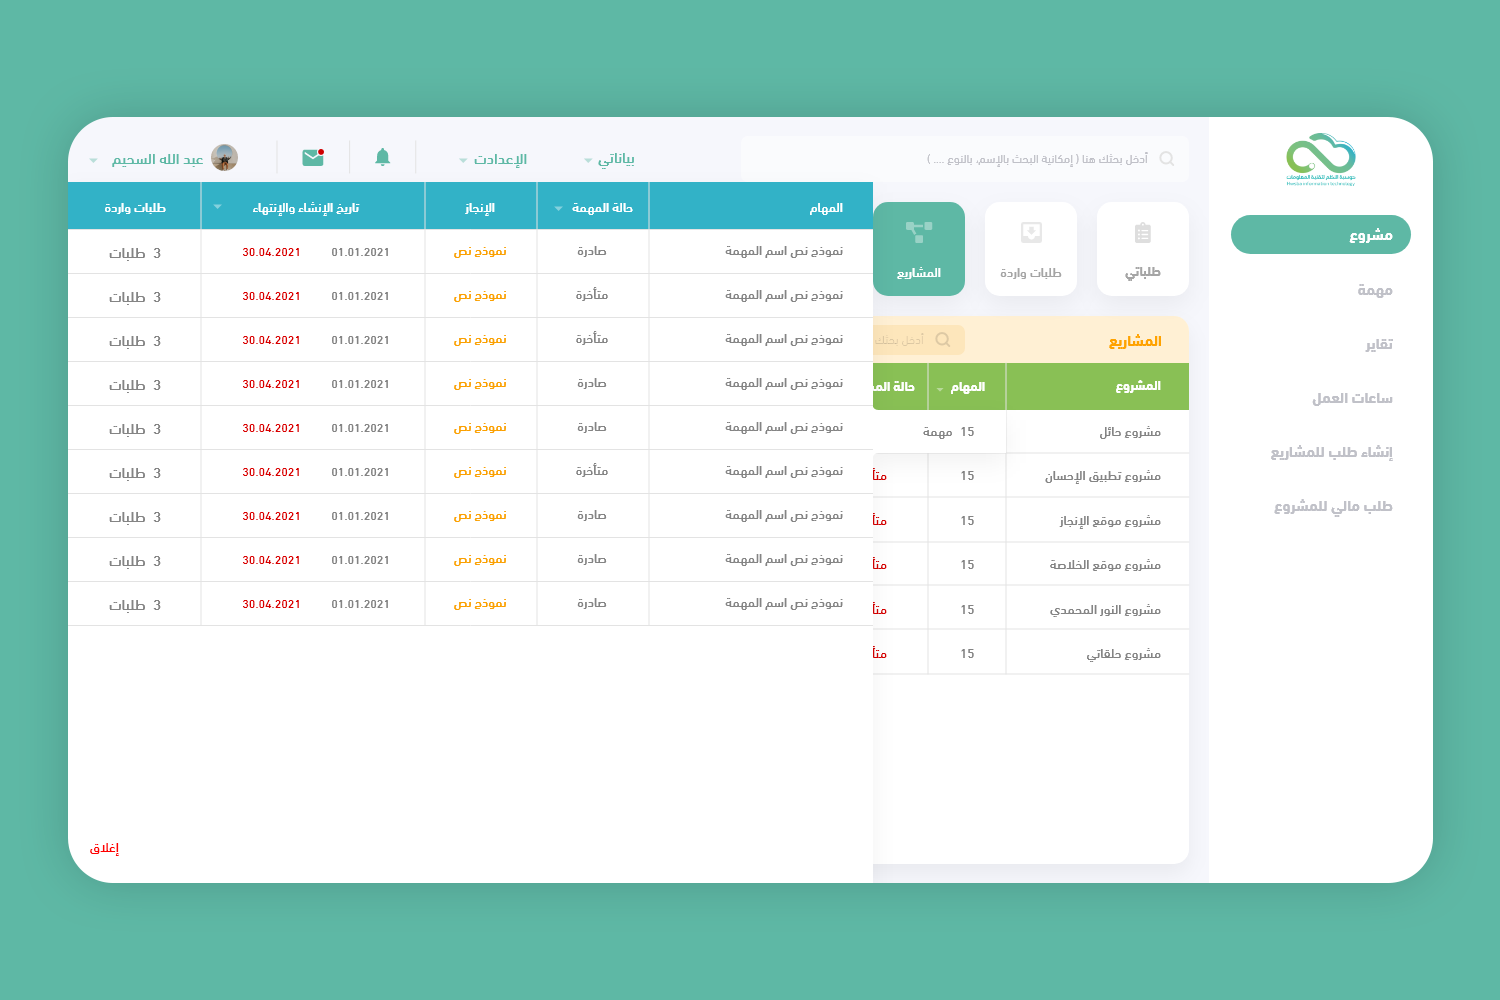 مؤسسة النظم لتقنية المعلومات
أدخل بحثك هنا ( إمكانية البحث بالإسم, بالنوع .... )
بياناتي
الإعدادت
عبد الله السحيم
مشروع
مهمة
تقاير
ساعات العمل
إنشاء طلب للمشاريع
طلب مالي للمشروع
طلباتي
طلبات واردة
المشاريع
المشاريع
أدخل بحثك
المشروع المهام حالة المـ
مشروع حائل 15 مهمة
مشروع تطبيق الإحسان 15 متأ
مشروع موقع الإنجاز 15 متأ
مشروع موقع الخلاصة 15 متأ
مشروع النور المحمدي 15 متأ
مشروع حلقاتي 15 متأ
المهام حالة المهمة الإنجاز تاريخ الإنشاء والإنتهاء طلبات واردة
نموذج نص اسم المهمة صادرة نموذج نص 01.01.2021 30.04.2021 3 طلبات
نموذج نص اسم المهمة متأخرة نموذج نص 01.01.2021 30.04.2021 3 طلبات
نموذج نص اسم المهمة متأخرة نموذج نص 01.01.2021 30.04.2021 3 طلبات
نموذج نص اسم المهمة صادرة نموذج نص 01.01.2021 30.04.2021 3 طلبات
نموذج نص اسم المهمة صادرة نموذج نص 01.01.2021 30.04.2021 3 طلبات
نموذج نص اسم المهمة متأخرة نموذج نص 01.01.2021 30.04.2021 3 طلبات
نموذج نص اسم المهمة صادرة نموذج نص 01.01.2021 30.04.2021 3 طلبات
نموذج نص اسم المهمة صادرة نموذج نص 01.01.2021 30.04.2021 3 طلبات
نموذج نص اسم المهمة صادرة نموذج نص 01.01.2021 30.04.2021 3 طلبات
إغلاق